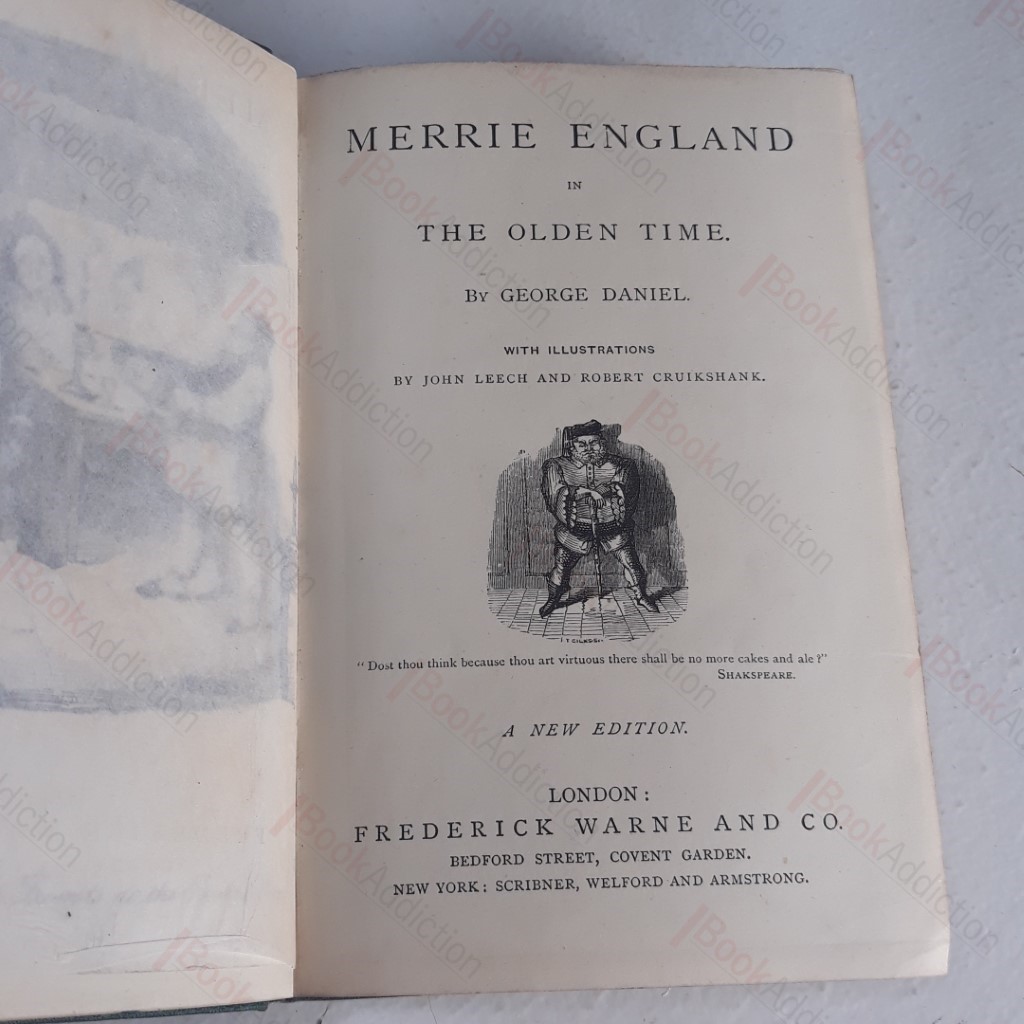 MERRIE ENGLAND
IN
THE OLDEN TIME.
By GEORGE DANIEL.
WITH ILLUSTRATIONS
BY JOHN LEECH AND ROBERT CRUIKSHANK.
"Dost thou think because thou art virtuous there shall be no more cakes and ale?"
SHAKSPEARE.
A NEW EDITION.
LONDON:
FREDERICK WARNE AND CO.
BEDFORD STREET, COVENT GARDEN.
NEW YORK: SCRIBNER, WELFORD AND ARMSTRONG.
BookAddiction